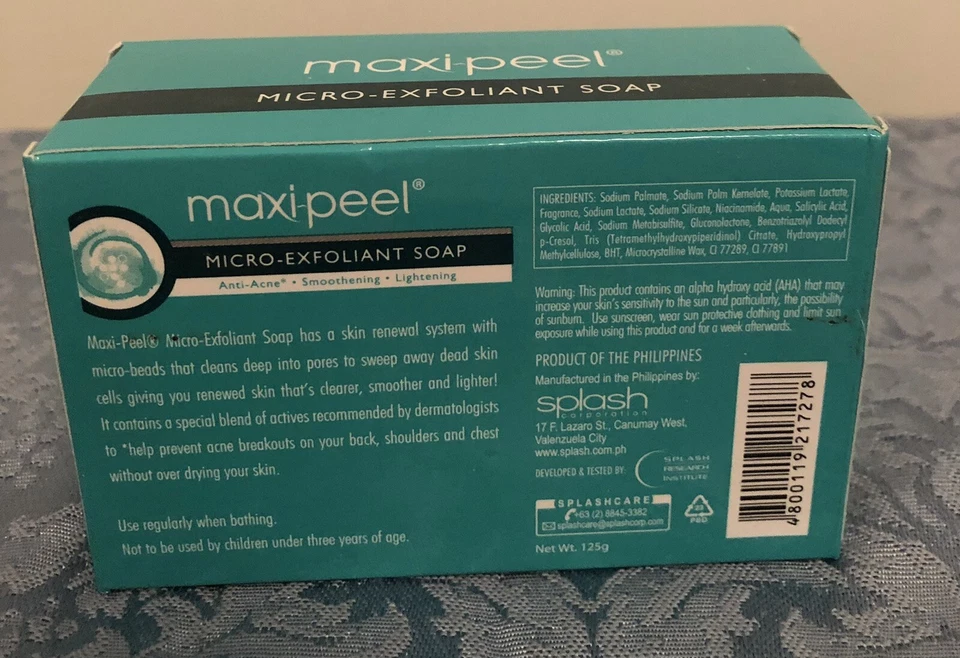 maxi-peel®
MICRO-EXFOLIANT SOAP
maxi-peel®
MICRO-EXFOLIANT SOAP
Anti-Acne* • Smoothening • Lightening
Maxi-Peel® Micro-Exfoliant Soap has a skin renewal system with
micro-beads that cleans deep into pores to sweep away dead skin
cells giving you renewed skin that's clearer, smoother and lighter!
It contains a special blend of actives recommended by dermatologists
to *help prevent acne breakouts on your back, shoulders and chest
without over drying your skin.
Use regularly when bathing.
Not to be used by children under three years of age.
INGREDIENTS: Sodium Palmate, Sodium Palm Kernelate, Potassium Lactate,
Fragrance, Sodium Lactate, Sodium Silicate, Niacinamide, Aqua, Salicylic Acid,
Glycolic Acid, Sodium Metabisulfite, Gluconolactone, Benzotriazolyl Dodecyl
p-Cresol, Tris (Tetramethylhydroxypiperidinol) Citrate, Hydroxypropyl
Methylcellulose, BHT, Microcrystalline Wax, CI 77289, CI 77891
Warning: This product contains an alpha hydroxy acid (AHA) that may
increase your skin's sensitivity to the sun and particularly, the possibility
of sunburn. Use sunscreen, wear sun protective clothing and limit sun
exposure while using this product and for a week afterwards.
PRODUCT OF THE PHILIPPINES
Manufactured in the Philippines by:
splash
corporation
17 F. Lazaro St., Canumay West,
Valenzuela City
www.splash.com.ph
DEVELOPED & TESTED BY:
SPLASH
RESEARCH
INSTITUTE
SPLASHCARE
+63 (2) 8845-3382
splashcare@splashcorp.com
Net Wt. 125g
PBD
4 800119 217278